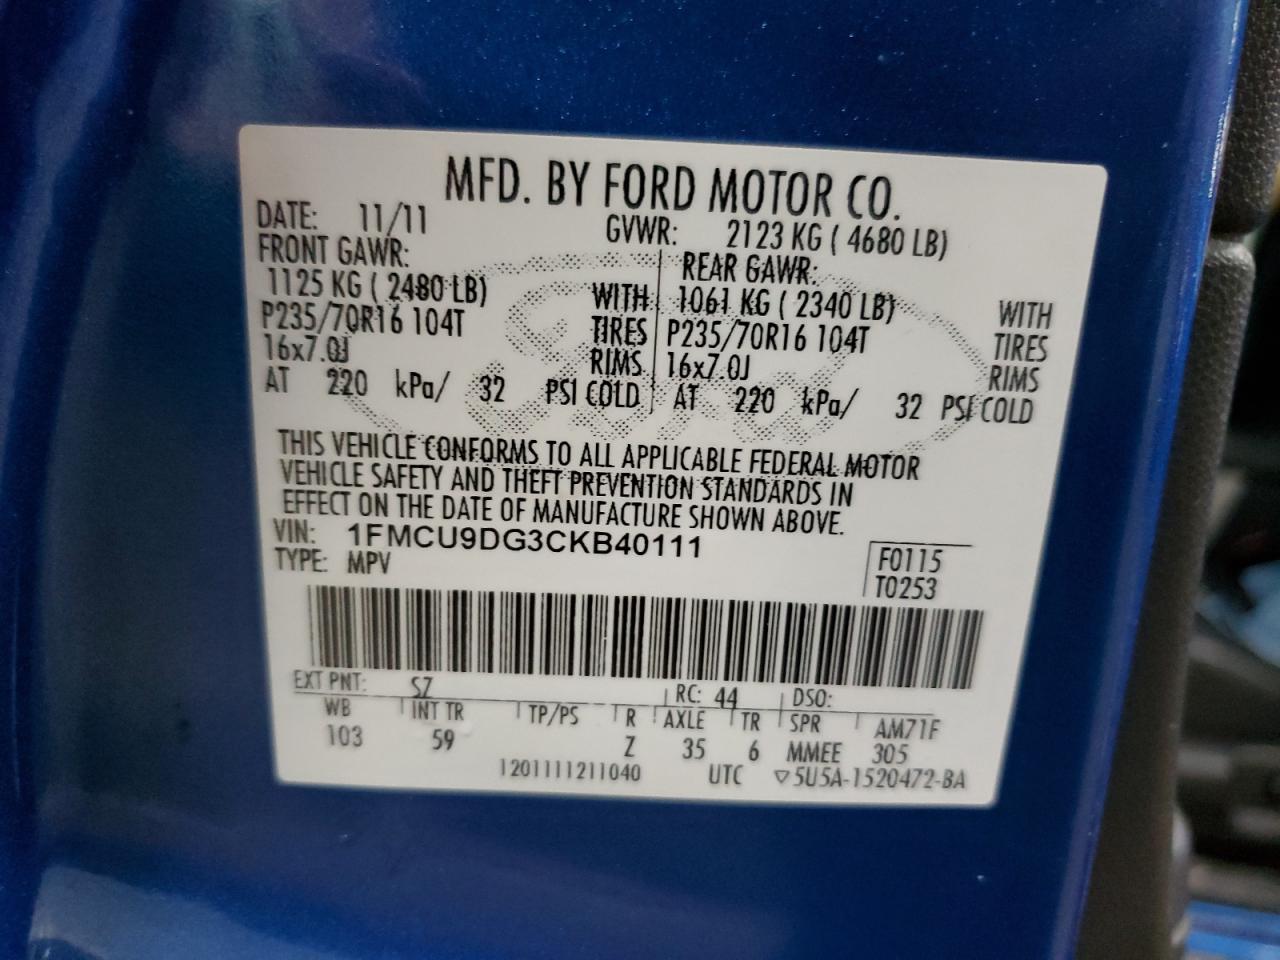 MFD. BY FORD MOTOR CO.
DATE: 11/11 GVWR: 2123 KG ( 4680 LB)
FRONT GAWR: REAR GAWR:
1125 KG ( 2480 LB) WITH 1061 KG ( 2340 LB) WITH
P235/70R16 104T TIRES P235/70R16 104T TIRES
16x7.0J RIMS 16x7.0J RIMS
AT 220 kPa/ 32 PSI COLD AT 220 kPa/ 32 PSI COLD
THIS VEHICLE CONFORMS TO ALL APPLICABLE FEDERAL MOTOR
VEHICLE SAFETY AND THEFT PREVENTION STANDARDS IN
EFFECT ON THE DATE OF MANUFACTURE SHOWN ABOVE.
VIN: 1FMCU9DG3CKB40111
TYPE: MPV
F0115
T0253
EXT PNT: SZ RC: 44 DSO:
WB INT TR TP/PS R AXLE TR SPR AM71F
103 59 Z 35 6 MMEE 305
1201111211040 UTC ▽5U5A-1520472-BA